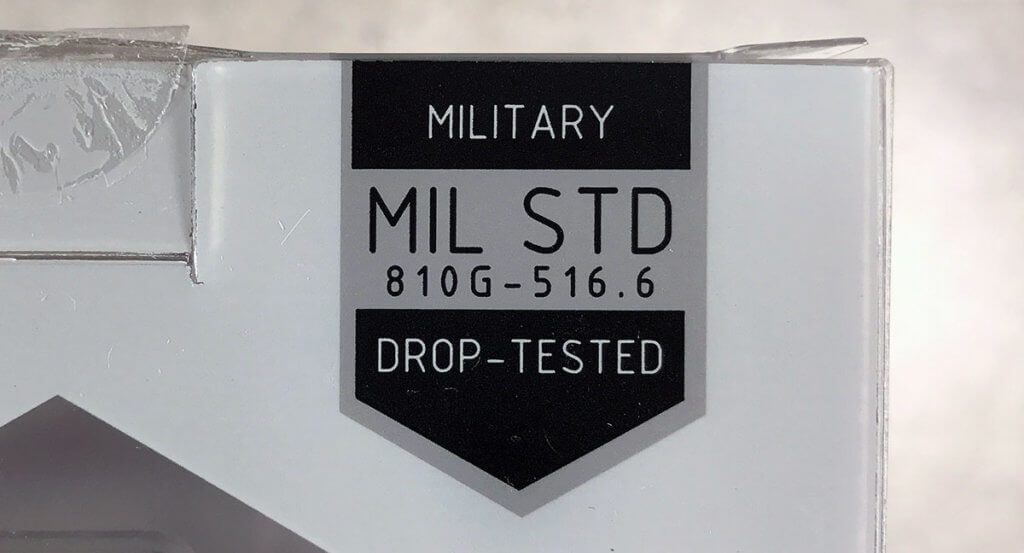 MILITARY
MIL STD
810G-516.6
DROP-TESTED